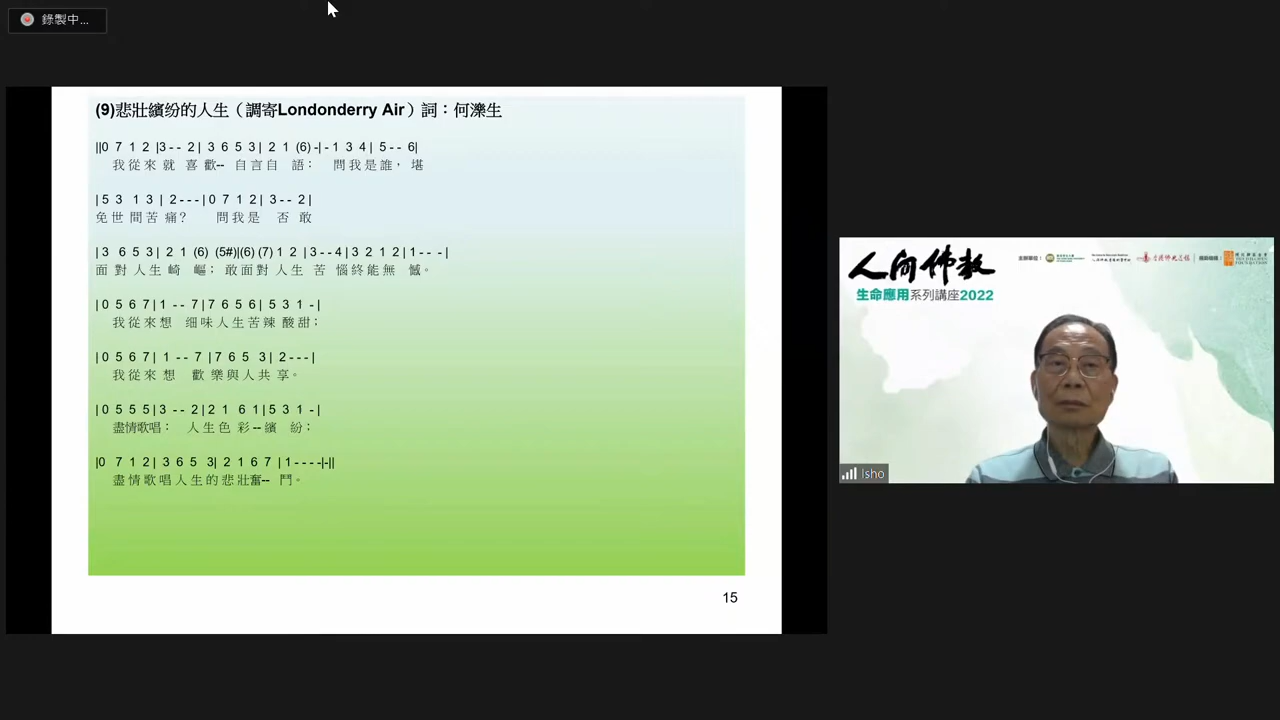 錄製中...
(9)悲壯繽纷的人生（調寄Londonderry Air）詞：何濼生
||0 7 1 2 |3 - - 2| 3 6 5 3| 2 1 (6) -| - 1 3 4| 5 - - 6|
我從來就喜歡-- 自言自語； 問我是誰，堪
| 5 3 1 3 | 2 - - - | 0 7 1 2 | 3 - - 2 |
免世間苦痛？ 問我是否敢
| 3 6 5 3 | 2 1 (6) (5#)|(6) (7) 1 2 | 3 - - 4 | 3 2 1 2 | 1 - - - |
面對人生崎嶇；敢面對人生苦惱終能無憾。
| 0 5 6 7 | 1 - - 7 | 7 6 5 6 | 5 3 1 - |
我從來想 细味人生苦辣酸甜；
| 0 5 6 7 | 1 - - 7 | 7 6 5 3 | 2 - - - |
我從來想 歡樂與人共享。
| 0 5 5 5 | 3 - - 2 | 2 1 6 1 | 5 3 1 - |
盡情歌唱： 人生色彩--繽紛；
|0 7 1 2 | 3 6 5 3| 2 1 6 7 | 1 - - - -|-||
盡情歌唱人生的悲壯奮-- 鬥。
15
人间佛教
生命應用系列講座2022
主辦單位：
Isho